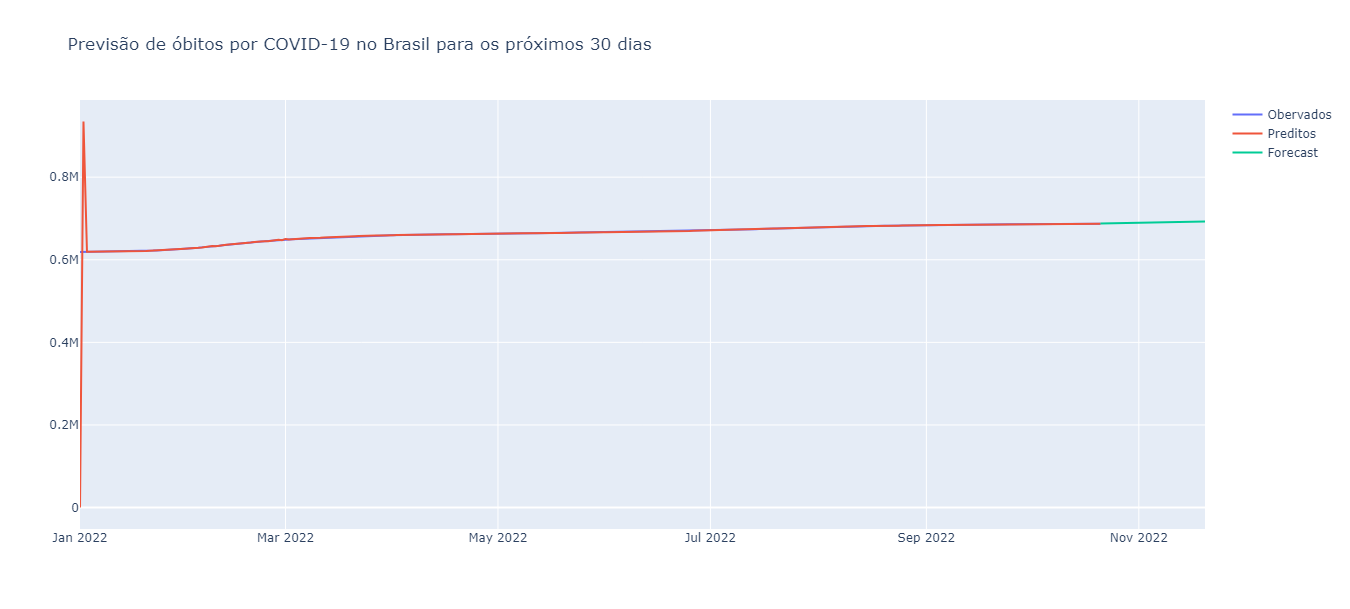 Previsão de óbitos por COVID-19 no Brasil para os próximos 30 dias
Obervados
Preditos
Forecast
0.8M
0.6M
0.4M
0.2M
0
Jan 2022
Mar 2022
May 2022
Jul 2022
Sep 2022
Nov 2022